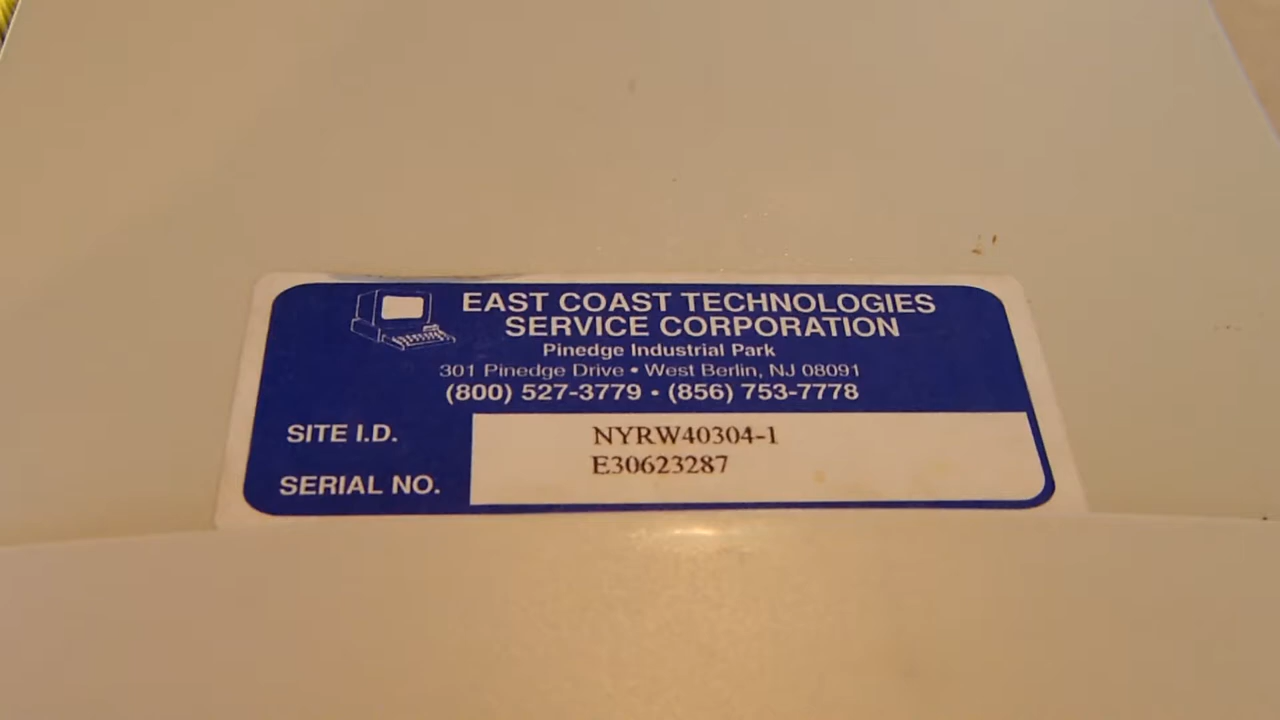 EAST COAST TECHNOLOGIES
SERVICE CORPORATION
Pinedge Industrial Park
301 Pinedge Drive • West Berlin, NJ 08091
(800) 527-3779 • (856) 753-7778
SITE I.D. NYRW40304-1
SERIAL NO. E30623287